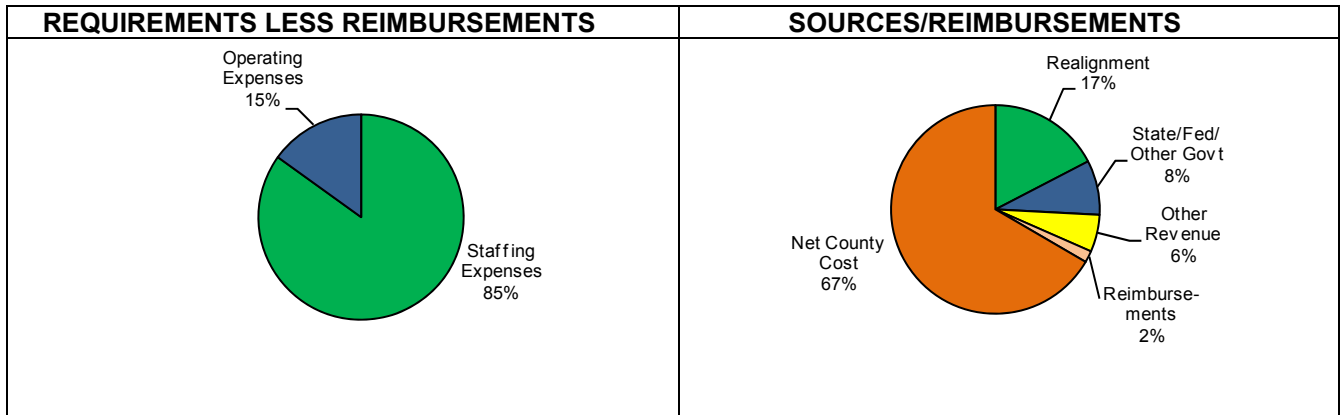 REQUIREMENTS LESS REIMBURSEMENTS
Operating
Expenses
15%
Staffing
Expenses
85%
SOURCES/REIMBURSEMENTS
Realignment
17%
State/Fed/
Other Govt
8%
Other
Revenue
6%
Reimburse-
ments
2%
Net County
Cost
67%